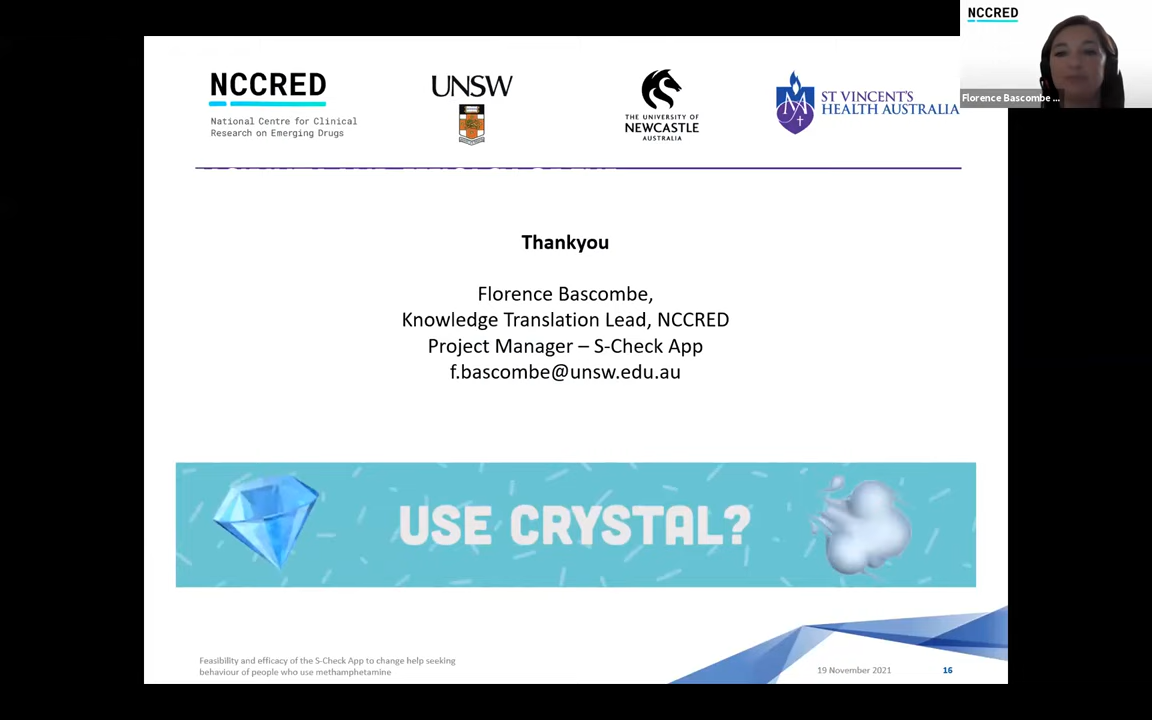 NCCRED
NCCRED
National Centre for Clinical
Research on Emerging Drugs
UNSW
THE UNIVERSITY OF
NEWCASTLE
AUSTRALIA
ST VINCENT'S
HEALTH AUSTRALIA
Florence Bascombe ...
Thankyou
Florence Bascombe,
Knowledge Translation Lead, NCCRED
Project Manager – S-Check App
f.bascombe@unsw.edu.au
USE CRYSTAL?
Feasibility and efficacy of the S-Check App to change help seeking
behaviour of people who use methamphetamine
19 November 2021
16